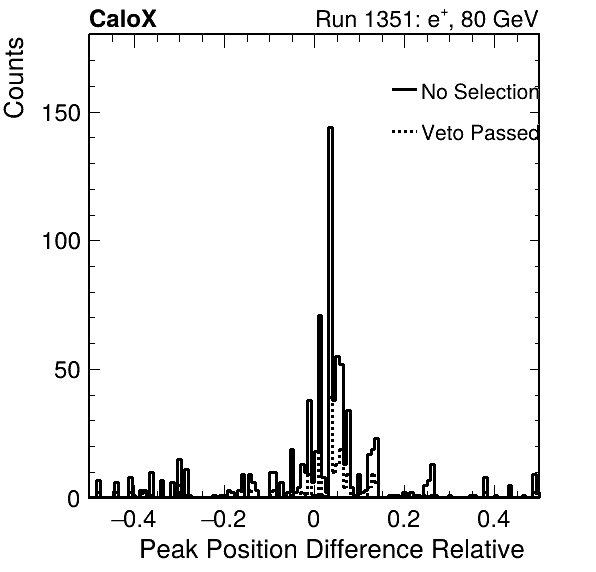 CaloX Run 1351: e+, 80 GeV
Counts
No Selection
Veto Passed
150
100
50
0
−0.4 −0.2 0 0.2 0.4
Peak Position Difference Relative